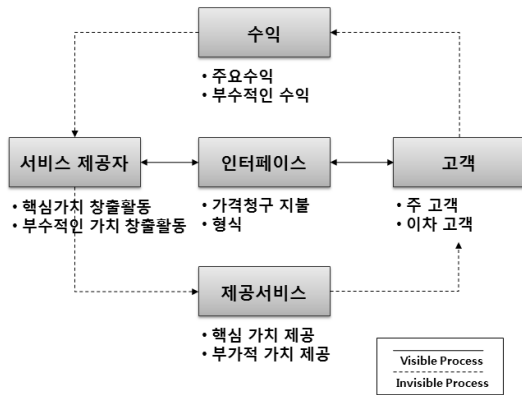 수익
• 주요수익
• 부수적인 수익
서비스 제공자
• 핵심가치 창출활동
• 부수적인 가치 창출활동
인터페이스
• 가격청구 지불
• 형식
고객
• 주 고객
• 이차 고객
제공서비스
• 핵심 가치 제공
• 부가적 가치 제공
Visible Process
Invisible Process